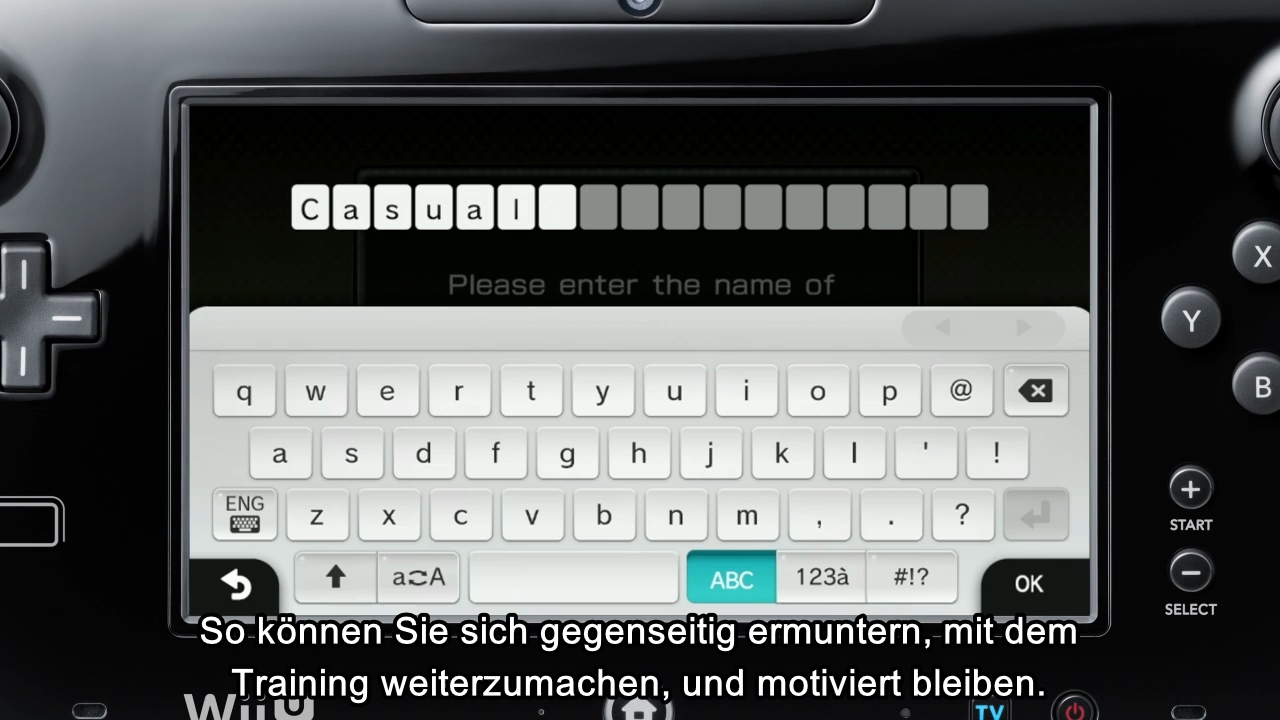 Casual
Please enter the name of
q w e r t y u i o p @
a s d f g h j k l ' !
ENG z x c v b n m , . ?
a A ABC 123à #!? OK
X
Y
B
START
SELECT
So können Sie sich gegenseitig ermuntern, mit dem
Training weiterzumachen, und motiviert bleiben.
Wii U TV